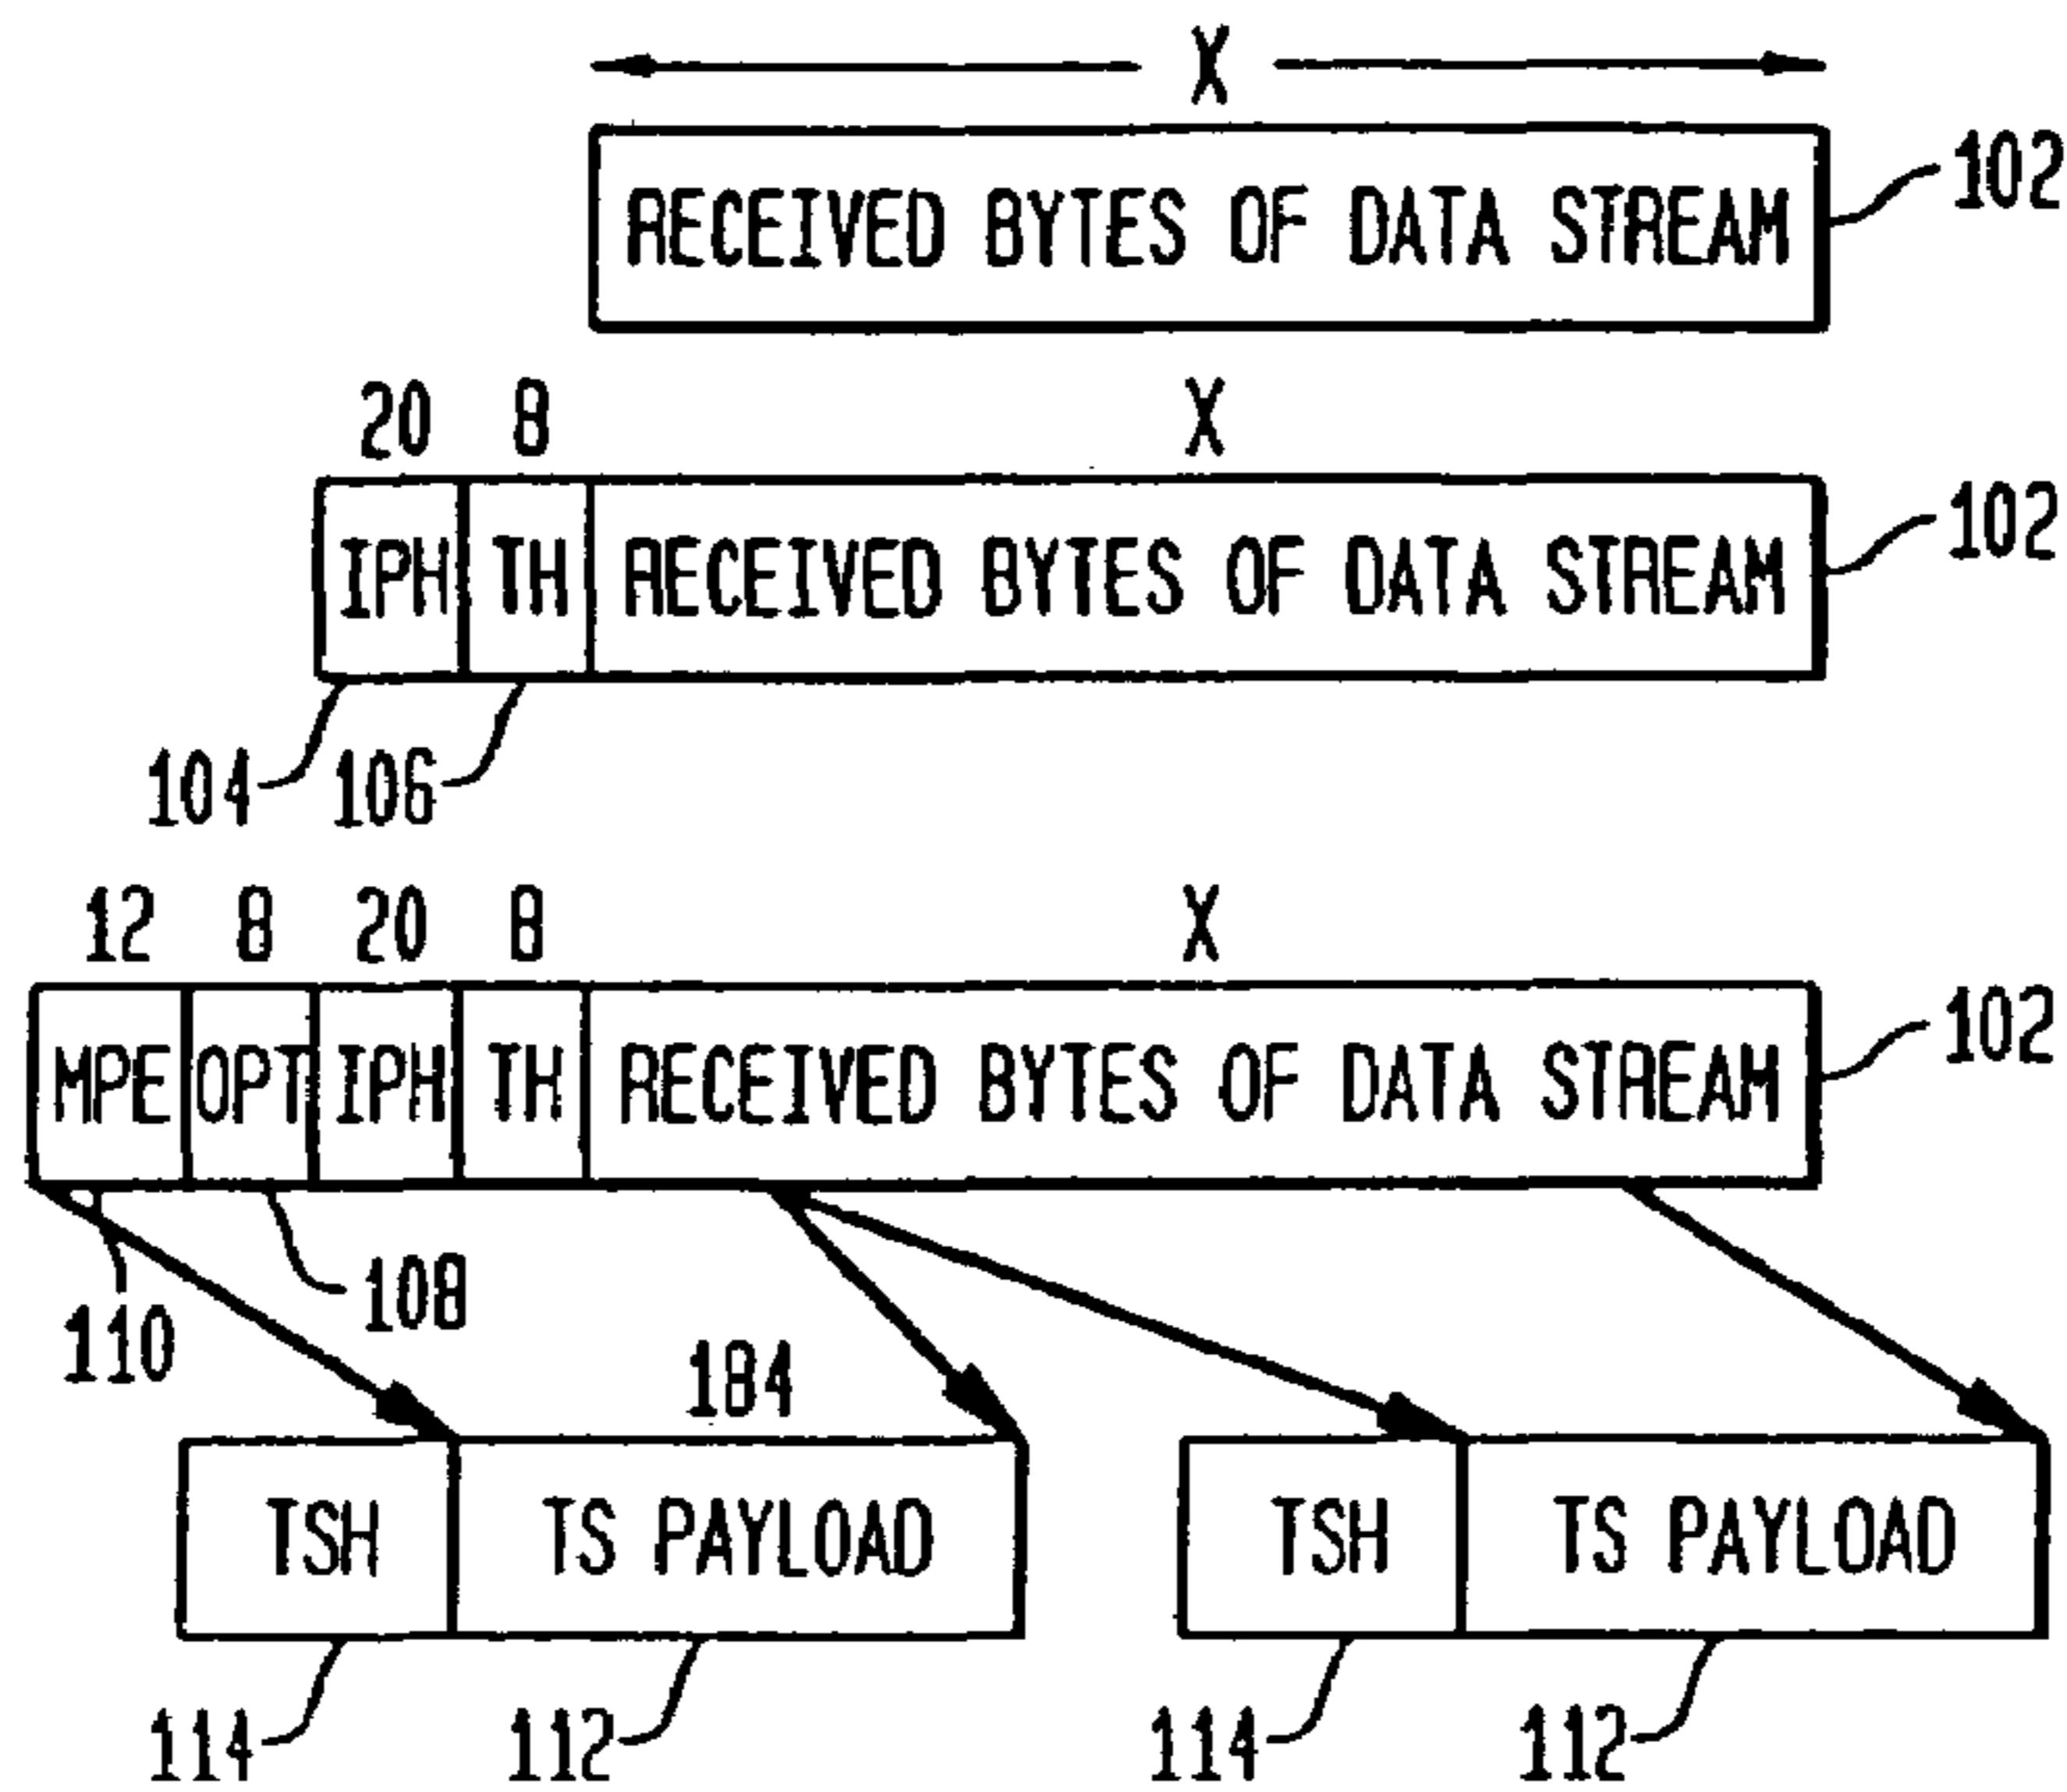 X
RECEIVED BYTES OF DATA STREAM 102
20 8 X
IPH TH RECEIVED BYTES OF DATA STREAM 102
104 106
12 8 20 8 X
MPE OPT IPH TH RECEIVED BYTES OF DATA STREAM 102
110 108
184
TSH TS PAYLOAD TSH TS PAYLOAD
114 112 114 112